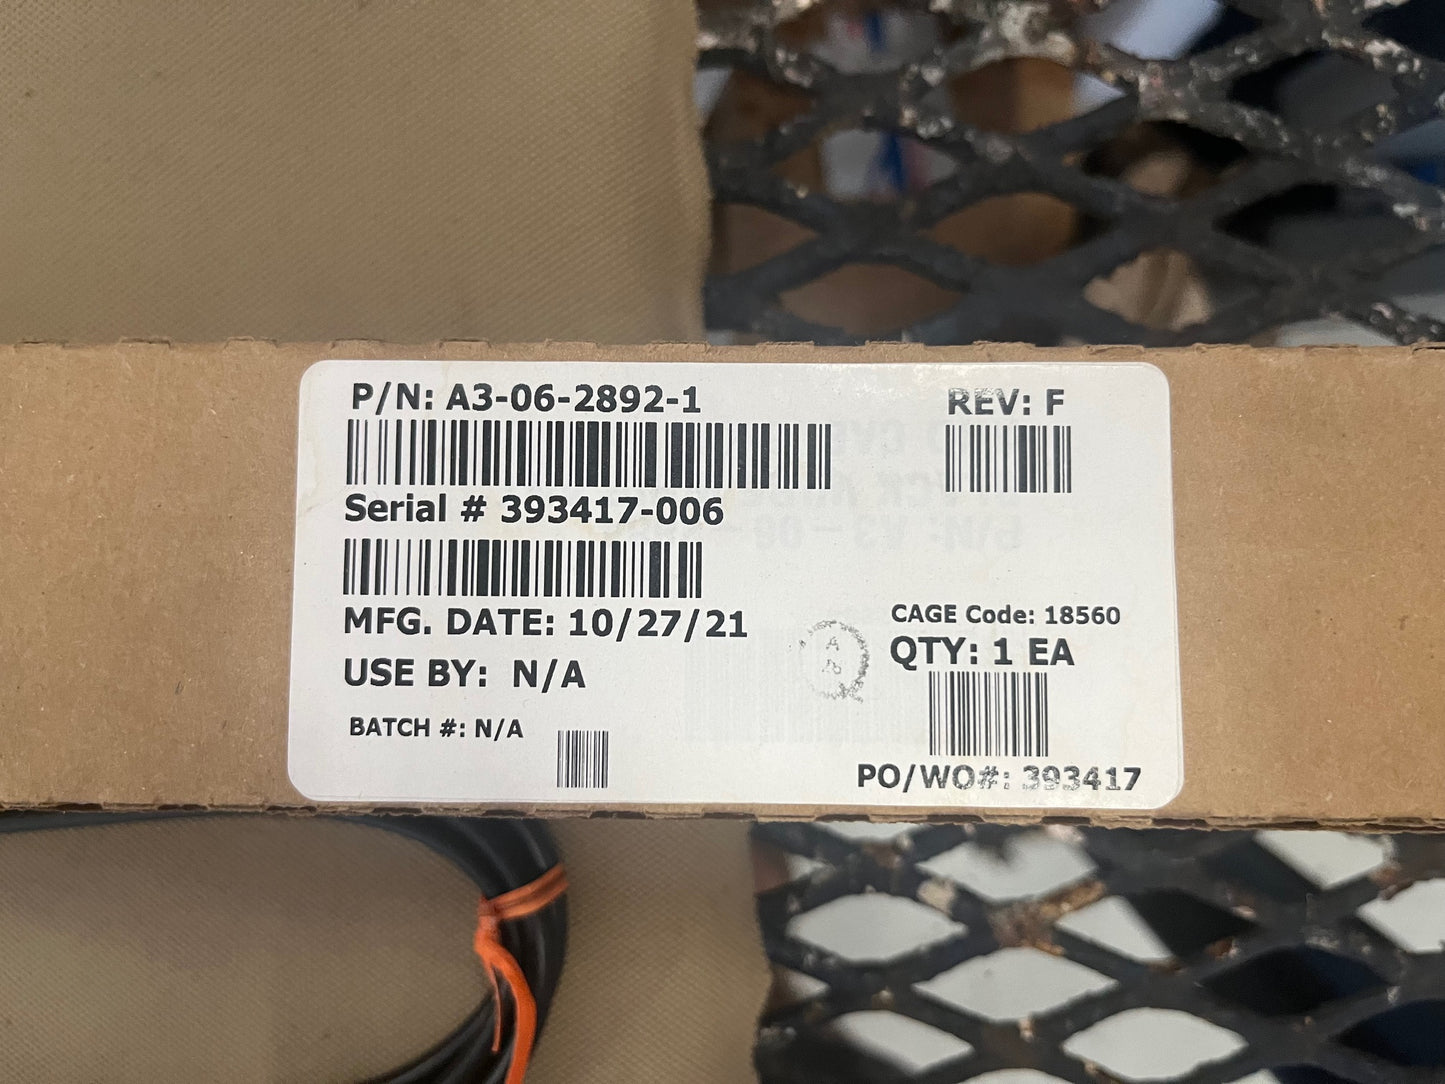 P/N: A3-06-2892-1
REV: F
Serial # 393417-006
MFG. DATE: 10/27/21
CAGE Code: 18560
USE BY: N/A
QTY: 1 EA
BATCH #: N/A
PO/WO#: 393417